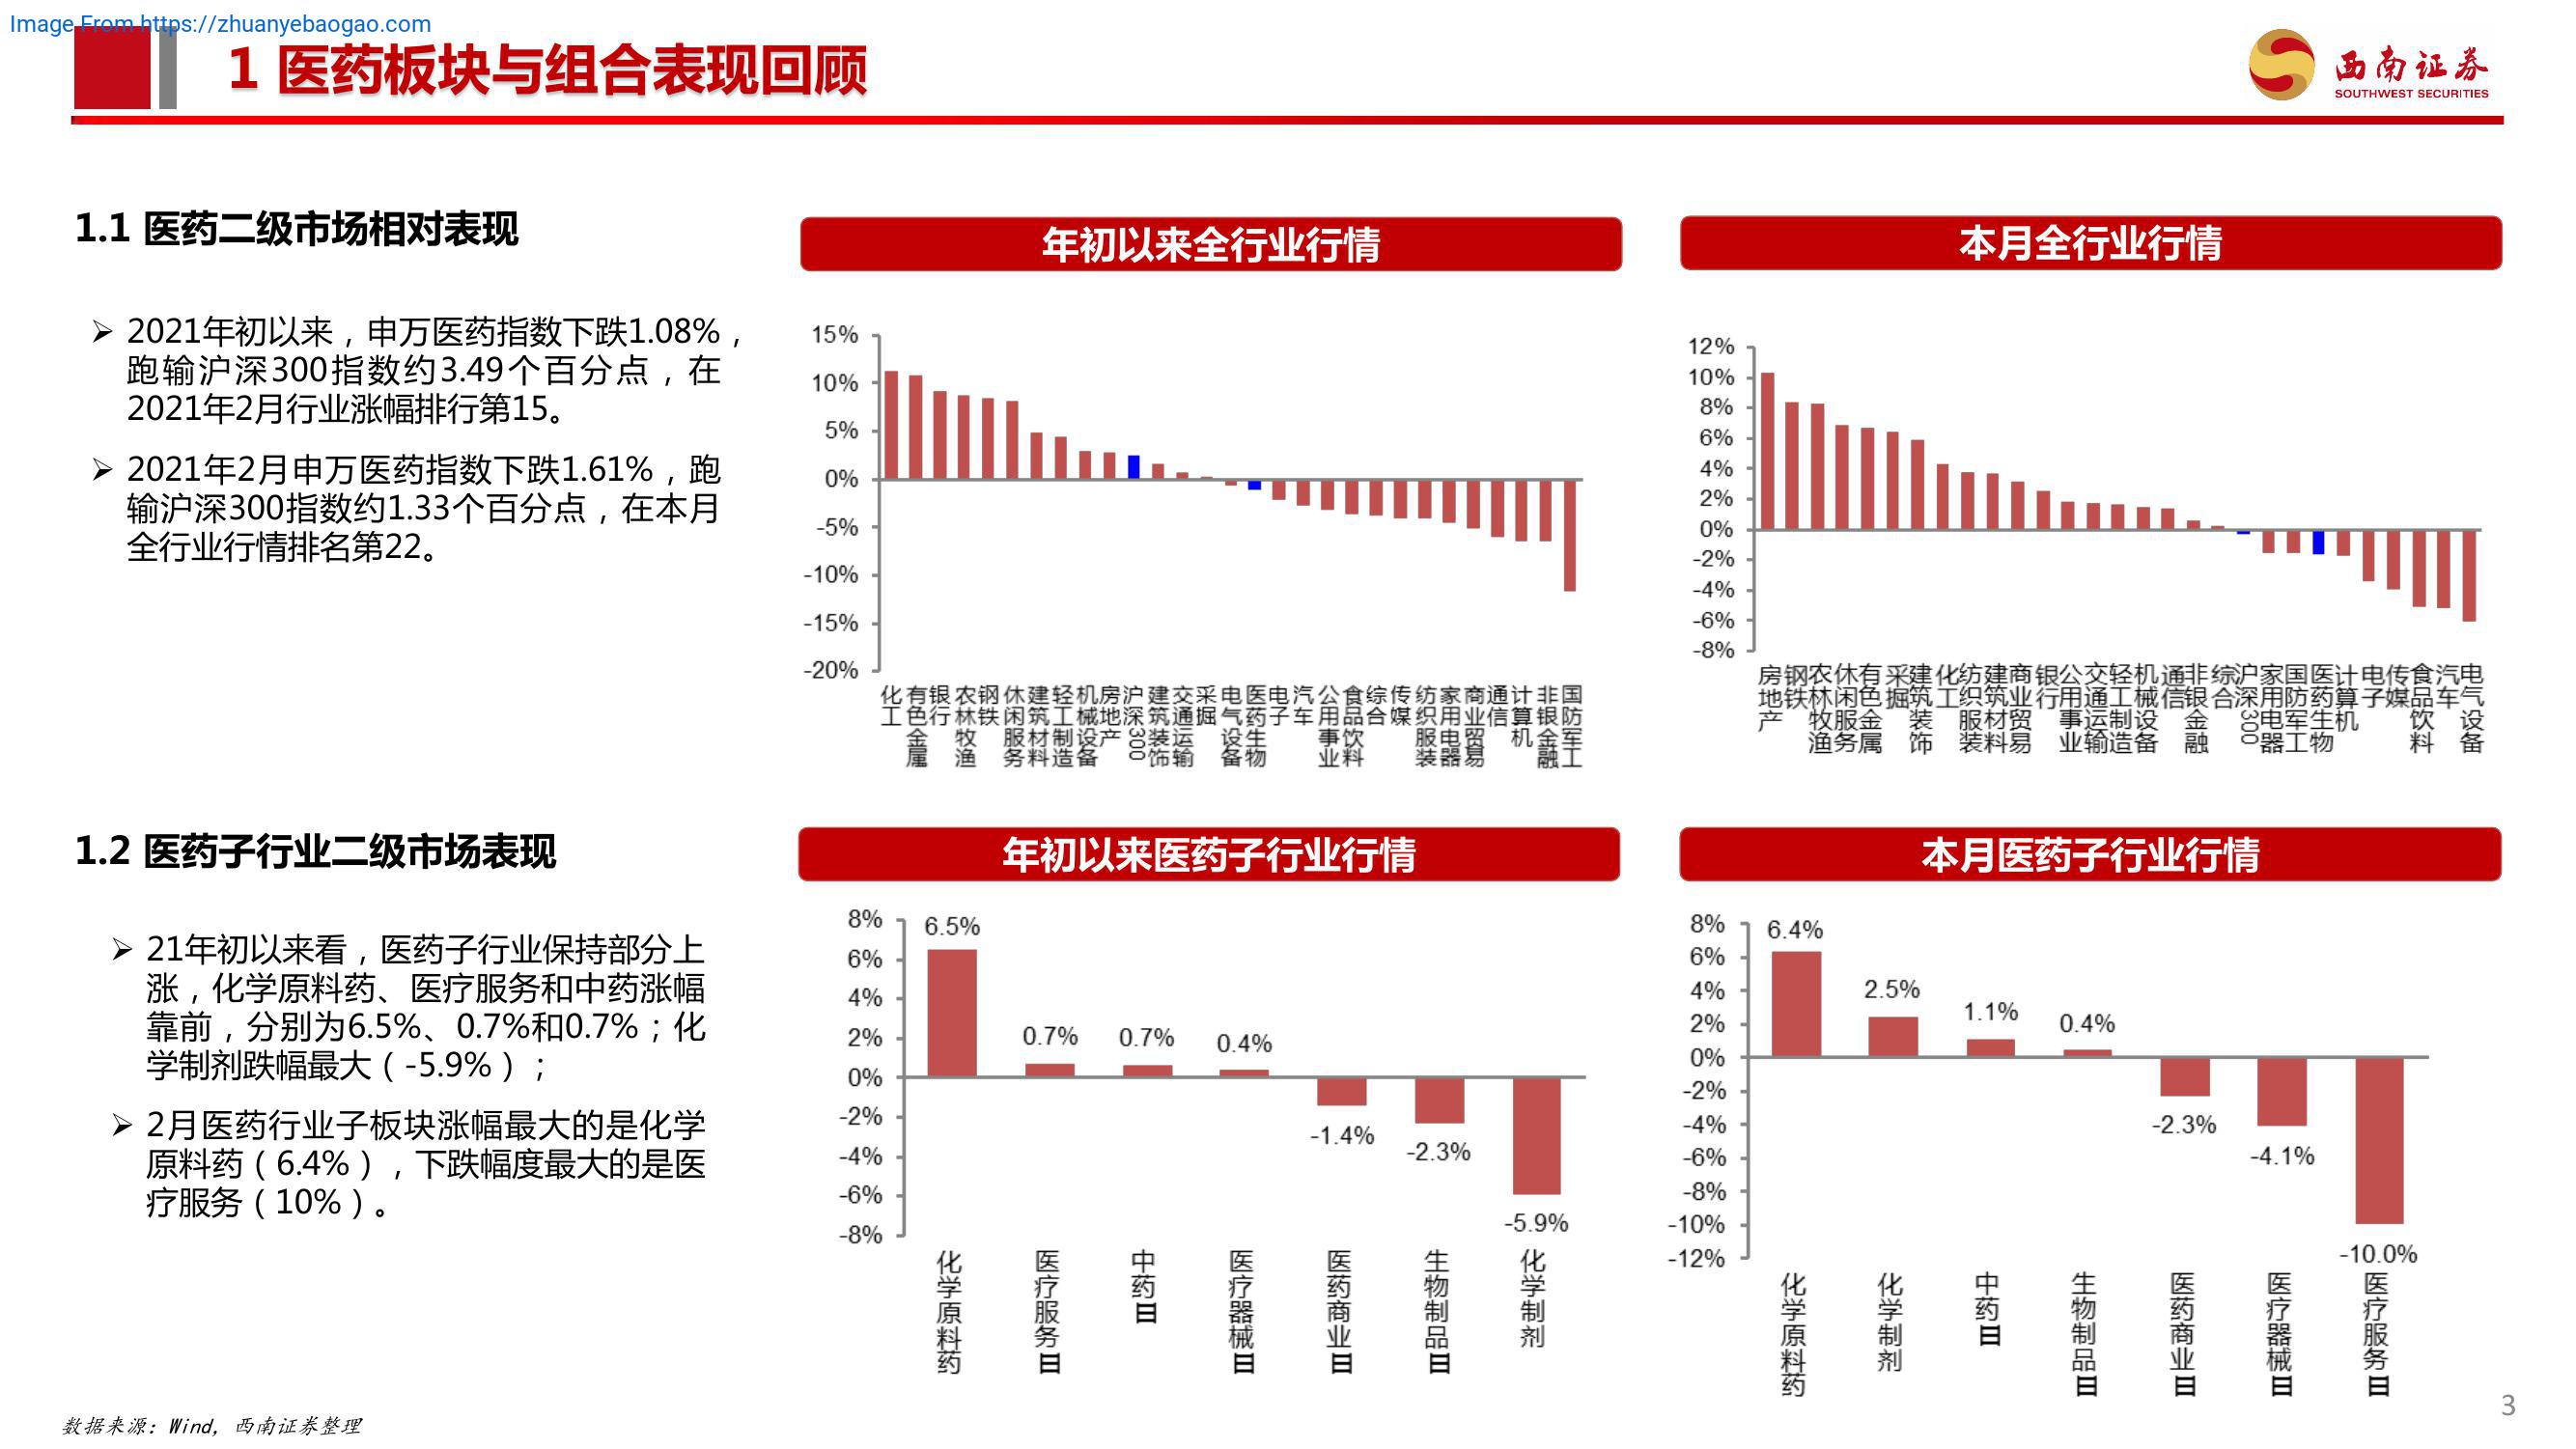 Image From https://zhuanyebaogao.com
1 医药板块与组合表现回顾
西南证券
SOUTHWEST SECURITIES
1.1 医药二级市场相对表现
➢ 2021年初以来，申万医药指数下跌1.08%，
跑输沪深300指数约3.49个百分点，在
2021年2月行业涨幅排行第15。
➢ 2021年2月申万医药指数下跌1.61%，跑
输沪深300指数约1.33个百分点，在本月
全行业行情排名第22。
年初以来全行业行情
15%
10%
5%
0%
-5%
-10%
-15%
-20%
化工
有色金属
银行
农林牧渔
钢铁
休闲服务
建筑材料
轻工制造
机械设备
房地产
沪深300
建筑装饰
交通运输
采掘
电气设备
医药生物
电子
汽车
公用事业
食品饮料
综合
传媒
纺织服装
家用电器
商业贸易
通信
计算机
非银金融
国防军工
本月全行业行情
12%
10%
8%
6%
4%
2%
0%
-2%
-4%
-6%
-8%
房地产
钢铁
农林牧渔
休闲服务
有色金属
采掘
建筑装饰
化工
纺织服装
建筑材料
商业贸易
银行
公用事业
交通运输
轻工制造
机械设备
通信
非银金融
综合
沪深300
家用电器
国防军工
医药生物
计算机
电子
传媒
食品饮料
汽车
电气设备
1.2 医药子行业二级市场表现
➢ 21年初以来看，医药子行业保持部分上
涨，化学原料药、医疗服务和中药涨幅
靠前，分别为6.5%、0.7%和0.7%；化
学制剂跌幅最大（-5.9%）；
➢ 2月医药行业子板块涨幅最大的是化学
原料药（6.4%），下跌幅度最大的是医
疗服务（10%）。
年初以来医药子行业行情
8%
6%
4%
2%
0%
-2%
-4%
-6%
-8%
6.5%
0.7%
0.7%
0.4%
-1.4%
-2.3%
-5.9%
化学原料药
医疗服务Ⅲ
中药Ⅲ
医疗器械Ⅲ
医药商业Ⅲ
生物制品Ⅲ
化学制剂
本月医药子行业行情
8%
6%
4%
2%
0%
-2%
-4%
-6%
-8%
-10%
-12%
6.4%
2.5%
1.1%
0.4%
-2.3%
-4.1%
-10.0%
化学原料药
化学制剂
中药Ⅲ
生物制品Ⅲ
医药商业Ⅲ
医疗器械Ⅲ
医疗服务Ⅲ
数据来源：Wind，西南证券整理
3